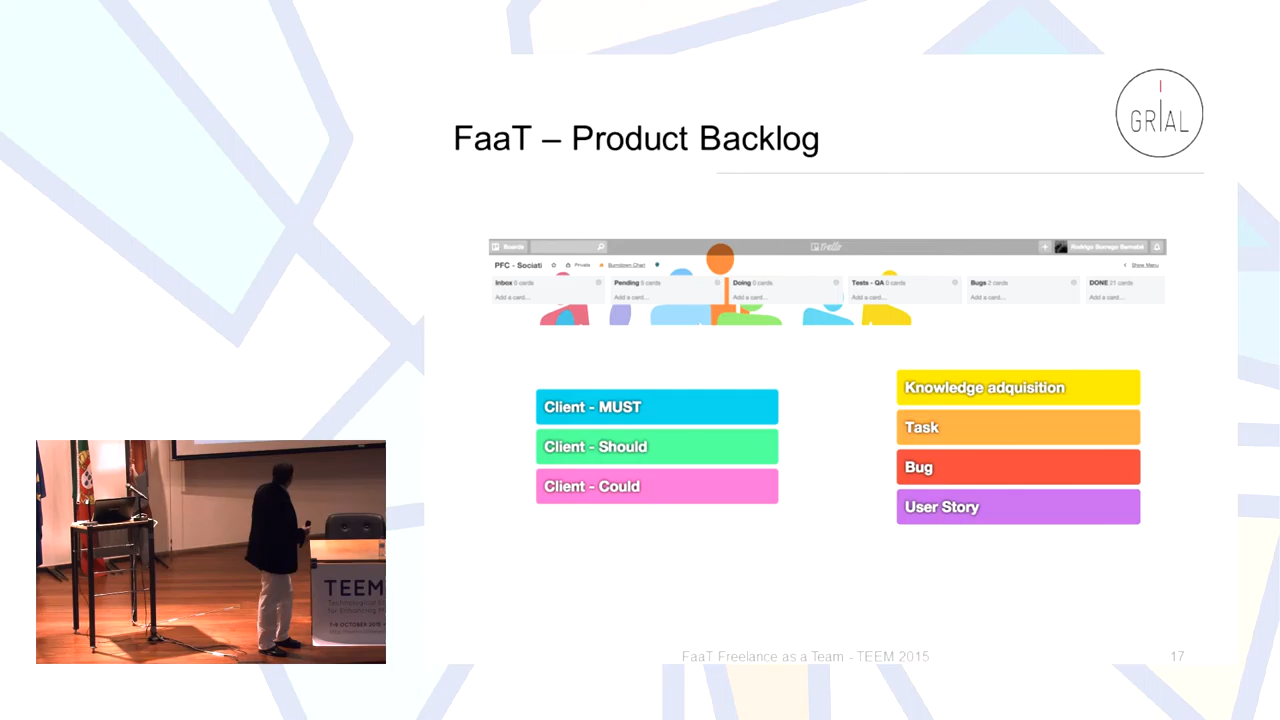 FaaT – Product Backlog
GRIAL
Boards
Trello
Rodrigo Borrego Bernabé
PFC - Sociati
Private
Burndown Chart
Show Menu
Inbox 6 cards
Pending 5 cards
Doing 0 cards
Tests - QA 0 cards
Bugs 2 cards
DONE 21 cards
Add a card...
Add a card...
Add a card...
Add a card...
Add a card...
Add a card...
Client - MUST
Client - Should
Client - Could
Knowledge adquisition
Task
Bug
User Story
TEEM
FaaT Freelance as a Team - TEEM 2015
17